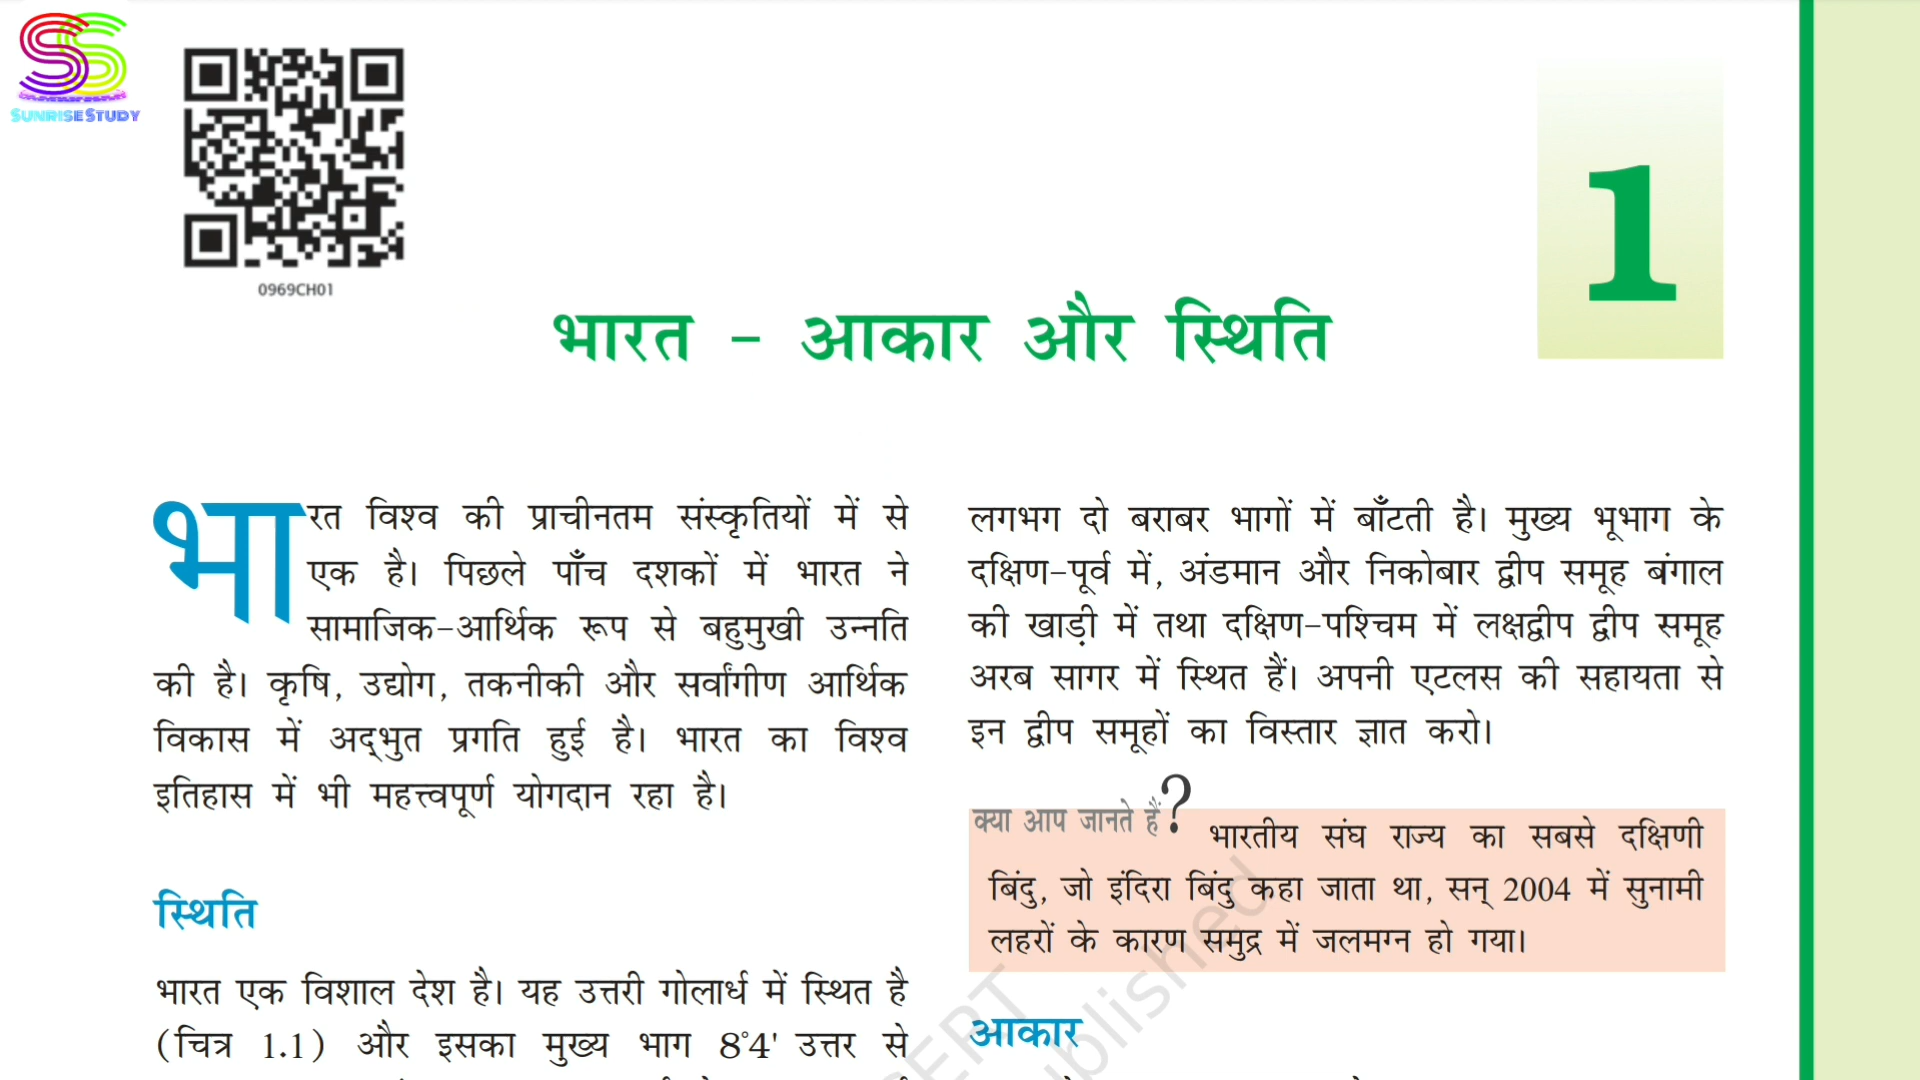 SUNRISESTUDY
0969CH01
1
भारत - आकार और स्थिति
भारत विश्व की प्राचीनतम संस्कृतियों में से
एक है। पिछले पाँच दशकों में भारत ने
सामाजिक-आर्थिक रूप से बहुमुखी उन्नति
की है। कृषि, उद्योग, तकनीकी और सर्वांगीण आर्थिक
विकास में अद्भुत प्रगति हुई है। भारत का विश्व
इतिहास में भी महत्त्वपूर्ण योगदान रहा है।
स्थिति
भारत एक विशाल देश है। यह उत्तरी गोलार्ध में स्थित है
(चित्र 1.1) और इसका मुख्य भाग 8°4' उत्तर से
लगभग दो बराबर भागों में बाँटती है। मुख्य भूभाग के
दक्षिण-पूर्व में, अंडमान और निकोबार द्वीप समूह बंगाल
की खाड़ी में तथा दक्षिण-पश्चिम में लक्षद्वीप द्वीप समूह
अरब सागर में स्थित हैं। अपनी एटलस की सहायता से
इन द्वीप समूहों का विस्तार ज्ञात करो।
क्या आप जानते हैं?
भारतीय संघ राज्य का सबसे दक्षिणी
बिंदु, जो इंदिरा बिंदु कहा जाता था, सन् 2004 में सुनामी
लहरों के कारण समुद्र में जलमग्न हो गया।
आकार